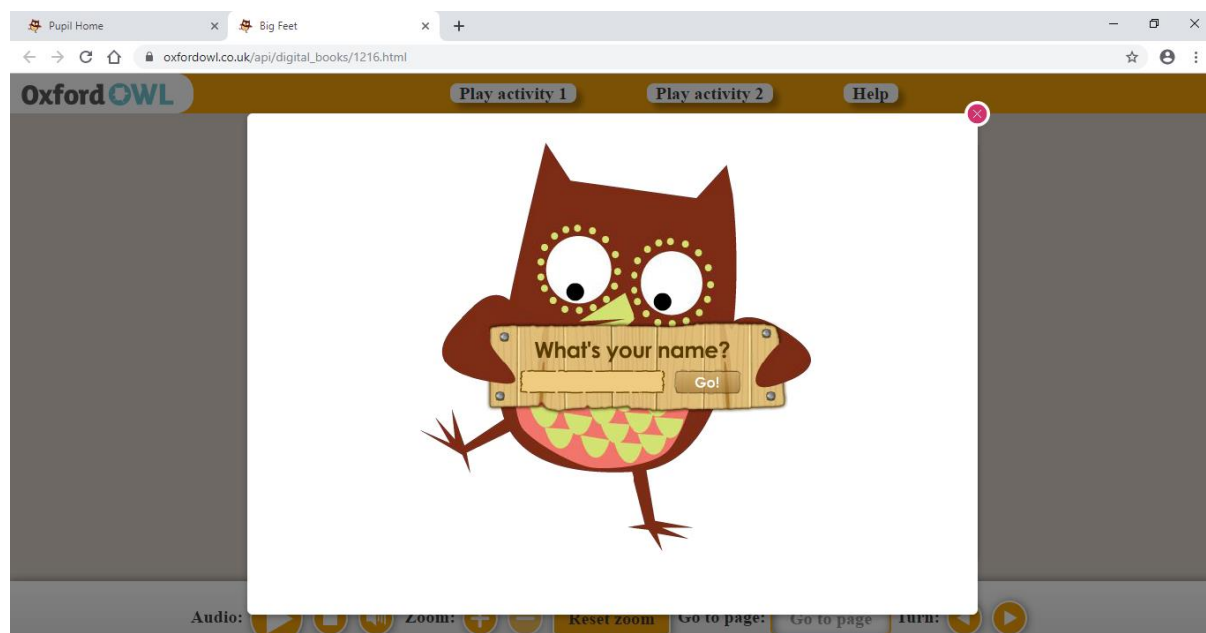 Pupil Home
Big Feet
oxfordowl.co.uk/api/digital_books/1216.html
Oxford OWL
Play activity 1
Play activity 2
Help
What's your name?
Go!
Audio:
Zoom:
Reset zoom
Go to page:
Go to page
Turn: